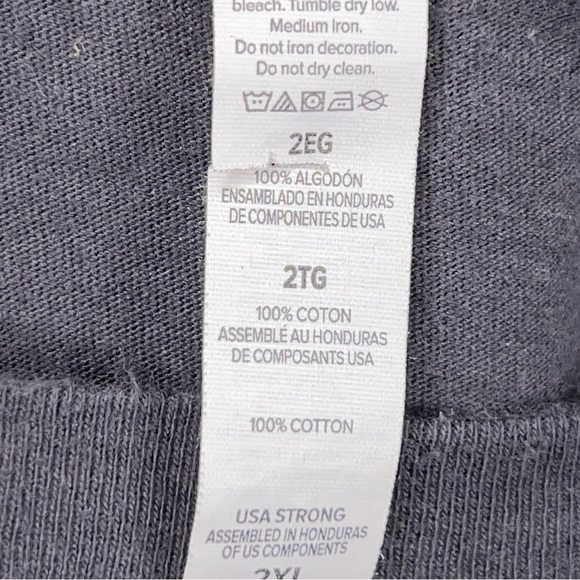 bleach. Tumble dry low.
Medium Iron.
Do not iron decoration.
Do not dry clean.
2EG
100% ALGODÓN
ENSAMBLADO EN HONDURAS
DE COMPONENTES DE USA
2TG
100% COTON
ASSEMBLÉ AU HONDURAS
DE COMPOSANTS USA
100% COTTON
USA STRONG
ASSEMBLED IN HONDURAS
OF US COMPONENTS
2XL